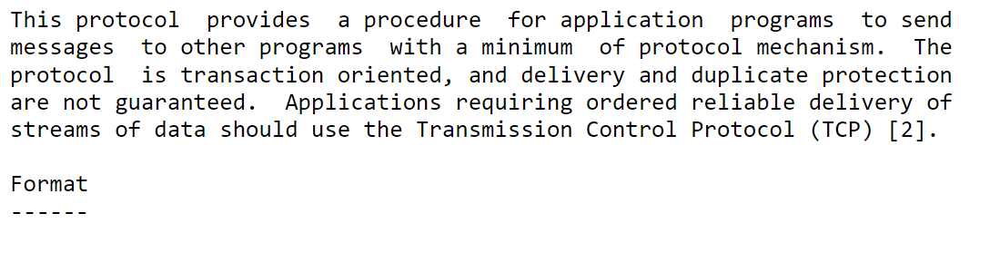 This protocol  provides  a procedure  for application  programs  to send
messages  to other programs  with a minimum  of protocol mechanism.  The
protocol  is transaction oriented, and delivery and duplicate protection
are not guaranteed.  Applications requiring ordered reliable delivery of
streams of data should use the Transmission Control Protocol (TCP) [2].

Format
------